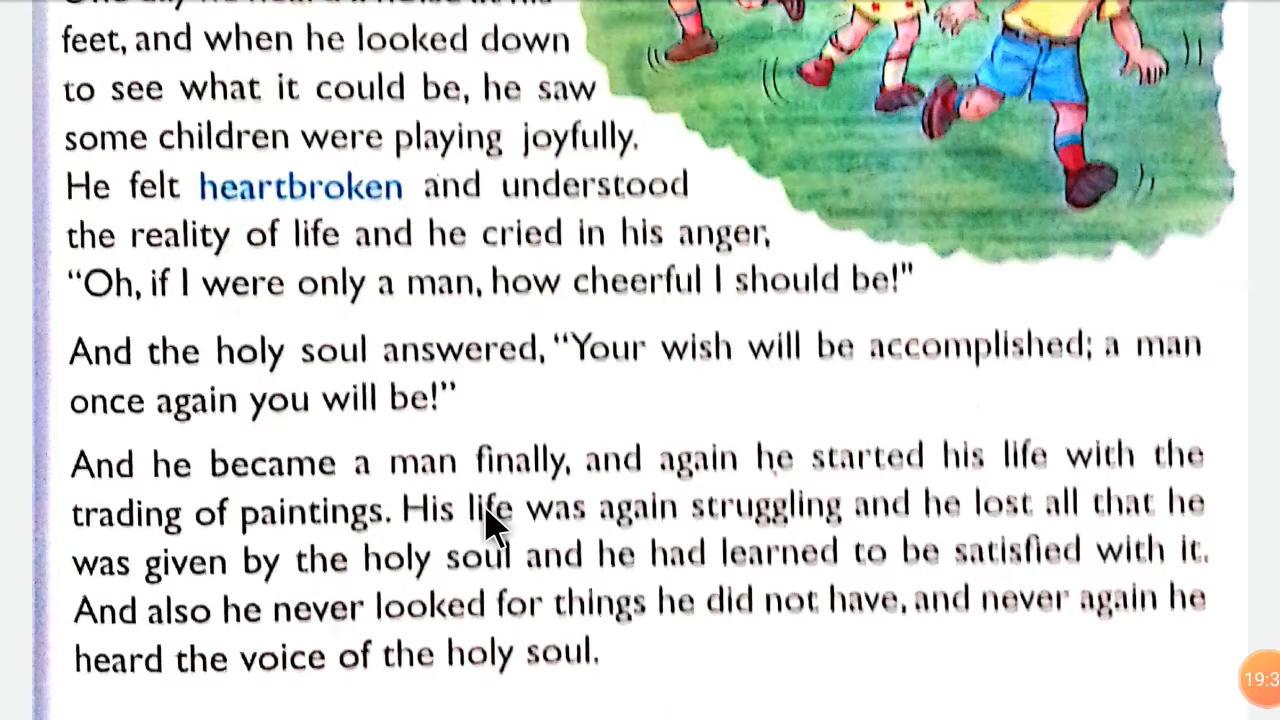 feet, and when he looked down
to see what it could be, he saw
some children were playing joyfully.
He felt heartbroken and understood
the reality of life and he cried in his anger,
“Oh, if I were only a man, how cheerful I should be!"
And the holy soul answered, “Your wish will be accomplished; a man
once again you will be!”
And he became a man finally, and again he started his life with the
trading of paintings. His life was again struggling and he lost all that he
was given by the holy soul and he had learned to be satisfied with it.
And also he never looked for things he did not have, and never again he
heard the voice of the holy soul.
19:3